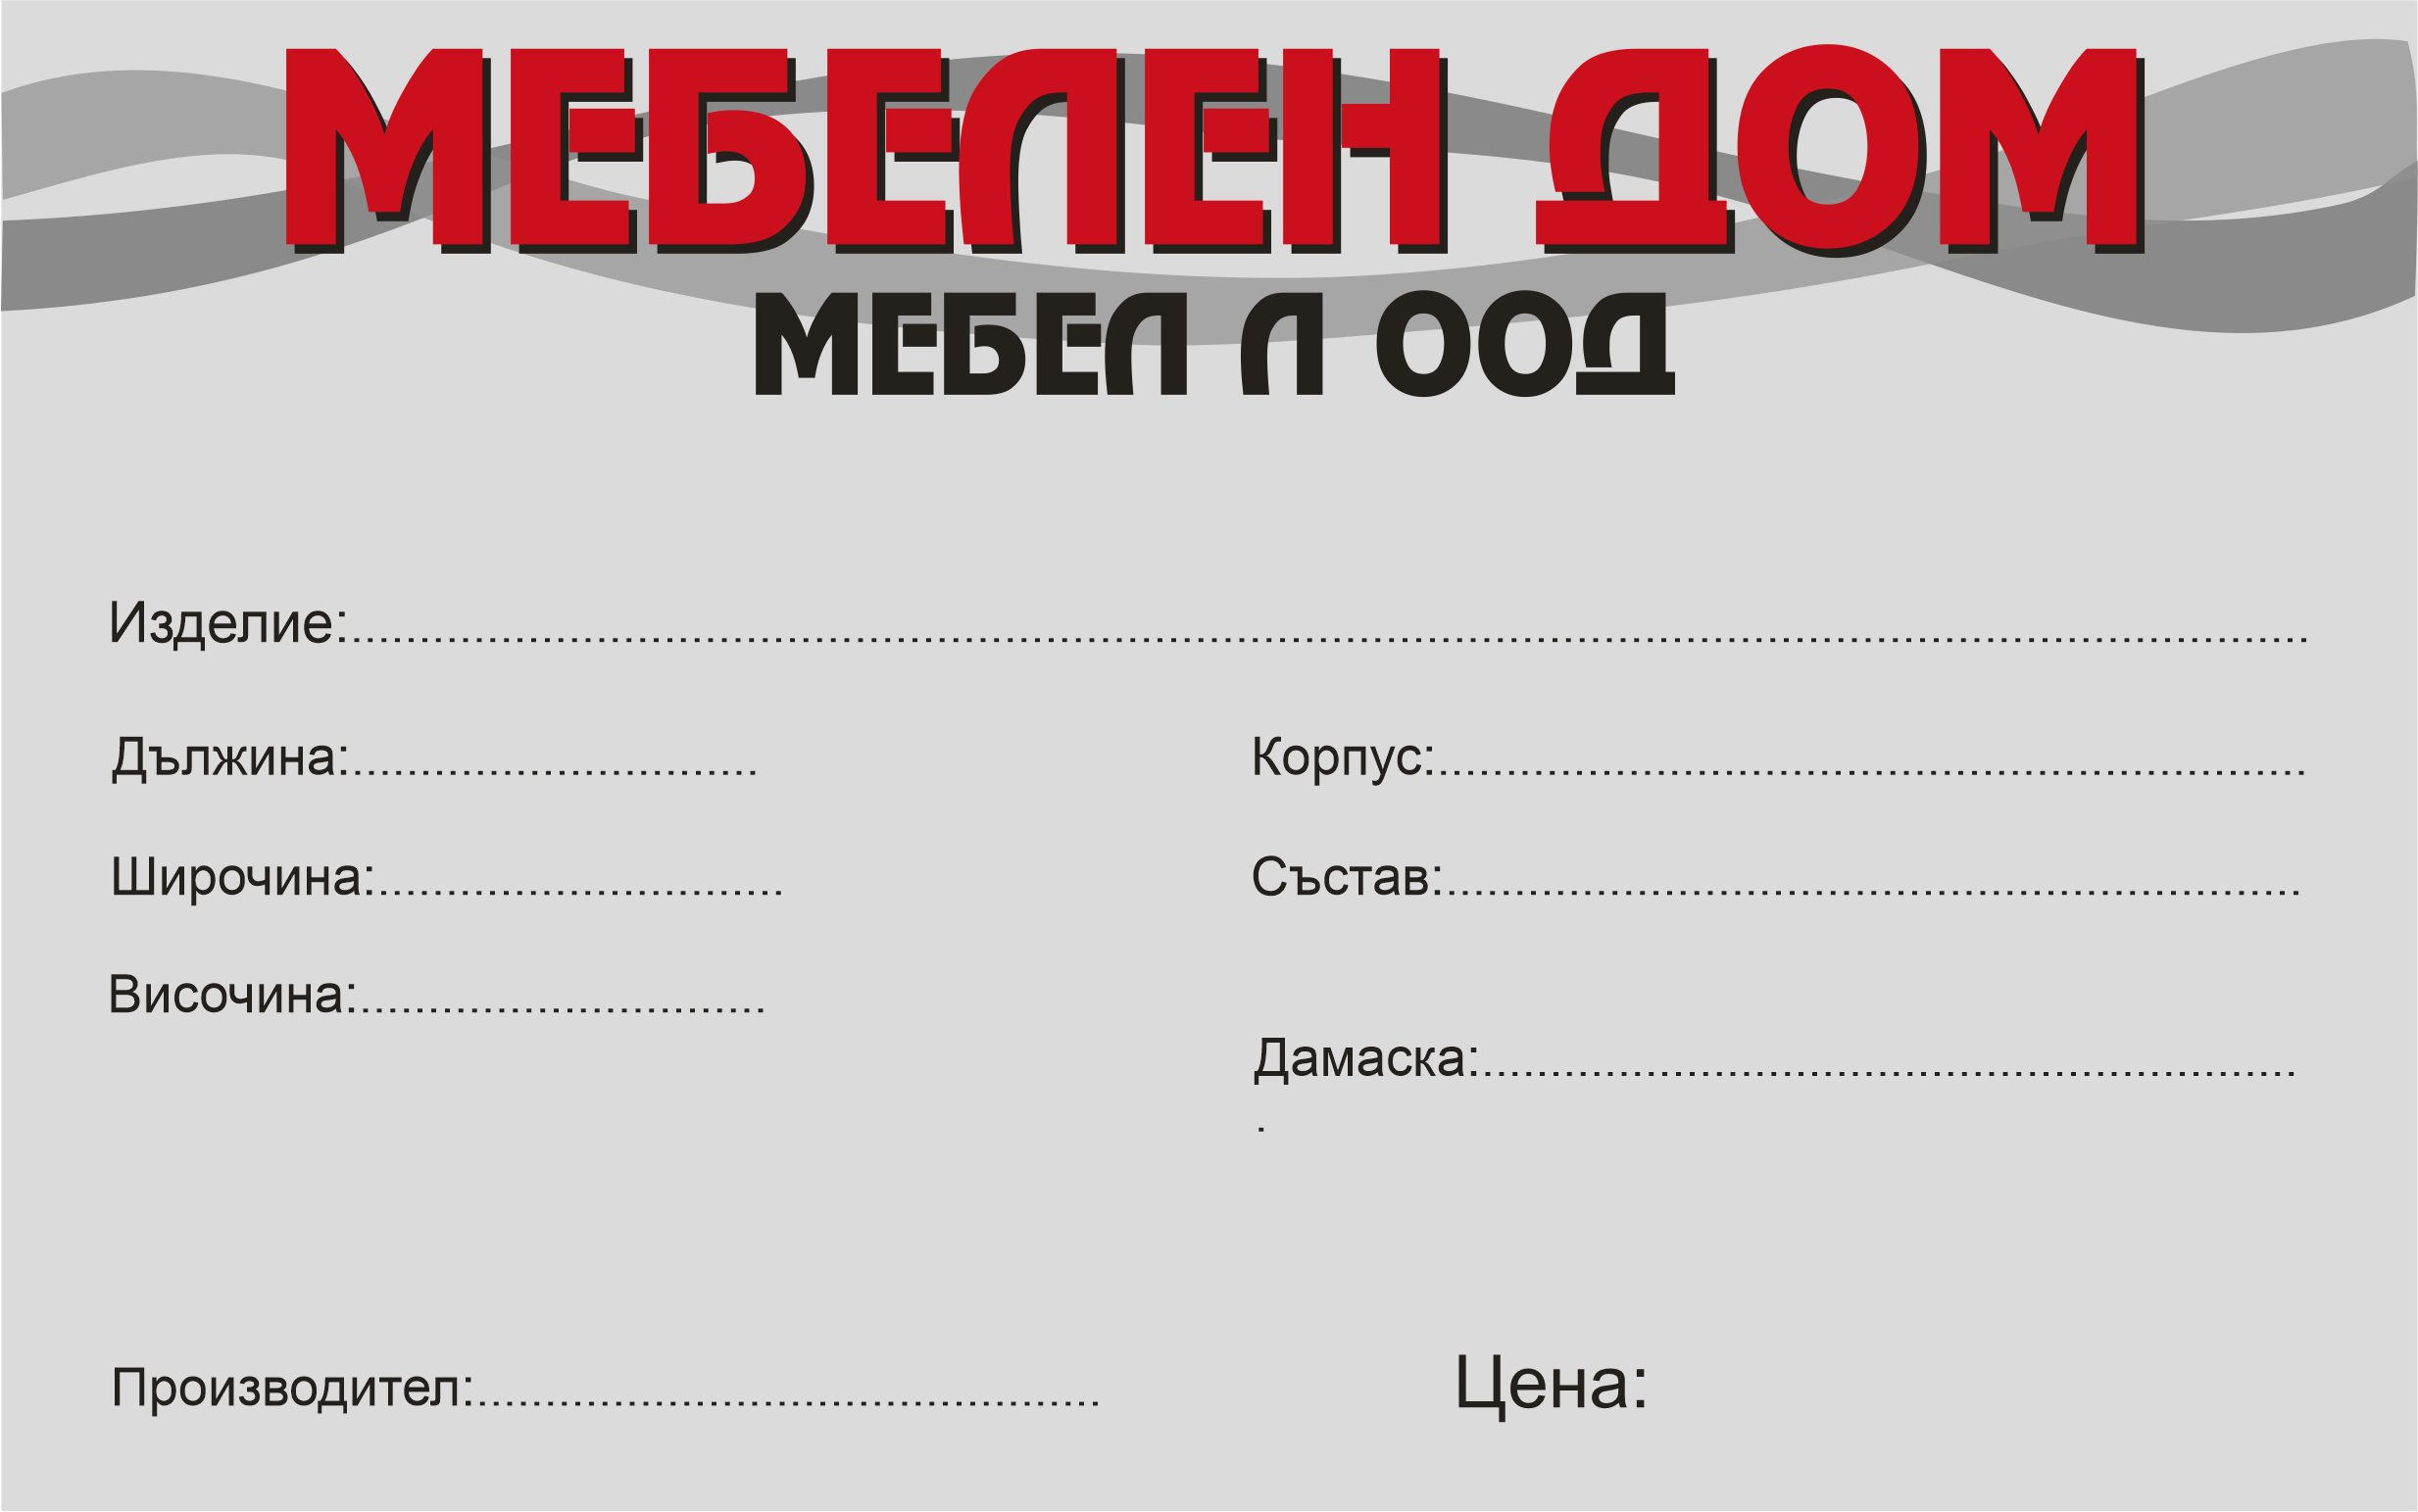 МЕБЕЛЕН ДОМ
МЕБЕЛ Л ООД
Изделие:................................................................................................................................................
Дължина:.............................. Корпус:................................................................
Широчина:.............................. Състав:...............................................................
Височина:..............................
Дамаска:............................................................
.
Производител:.............................................. Цена: